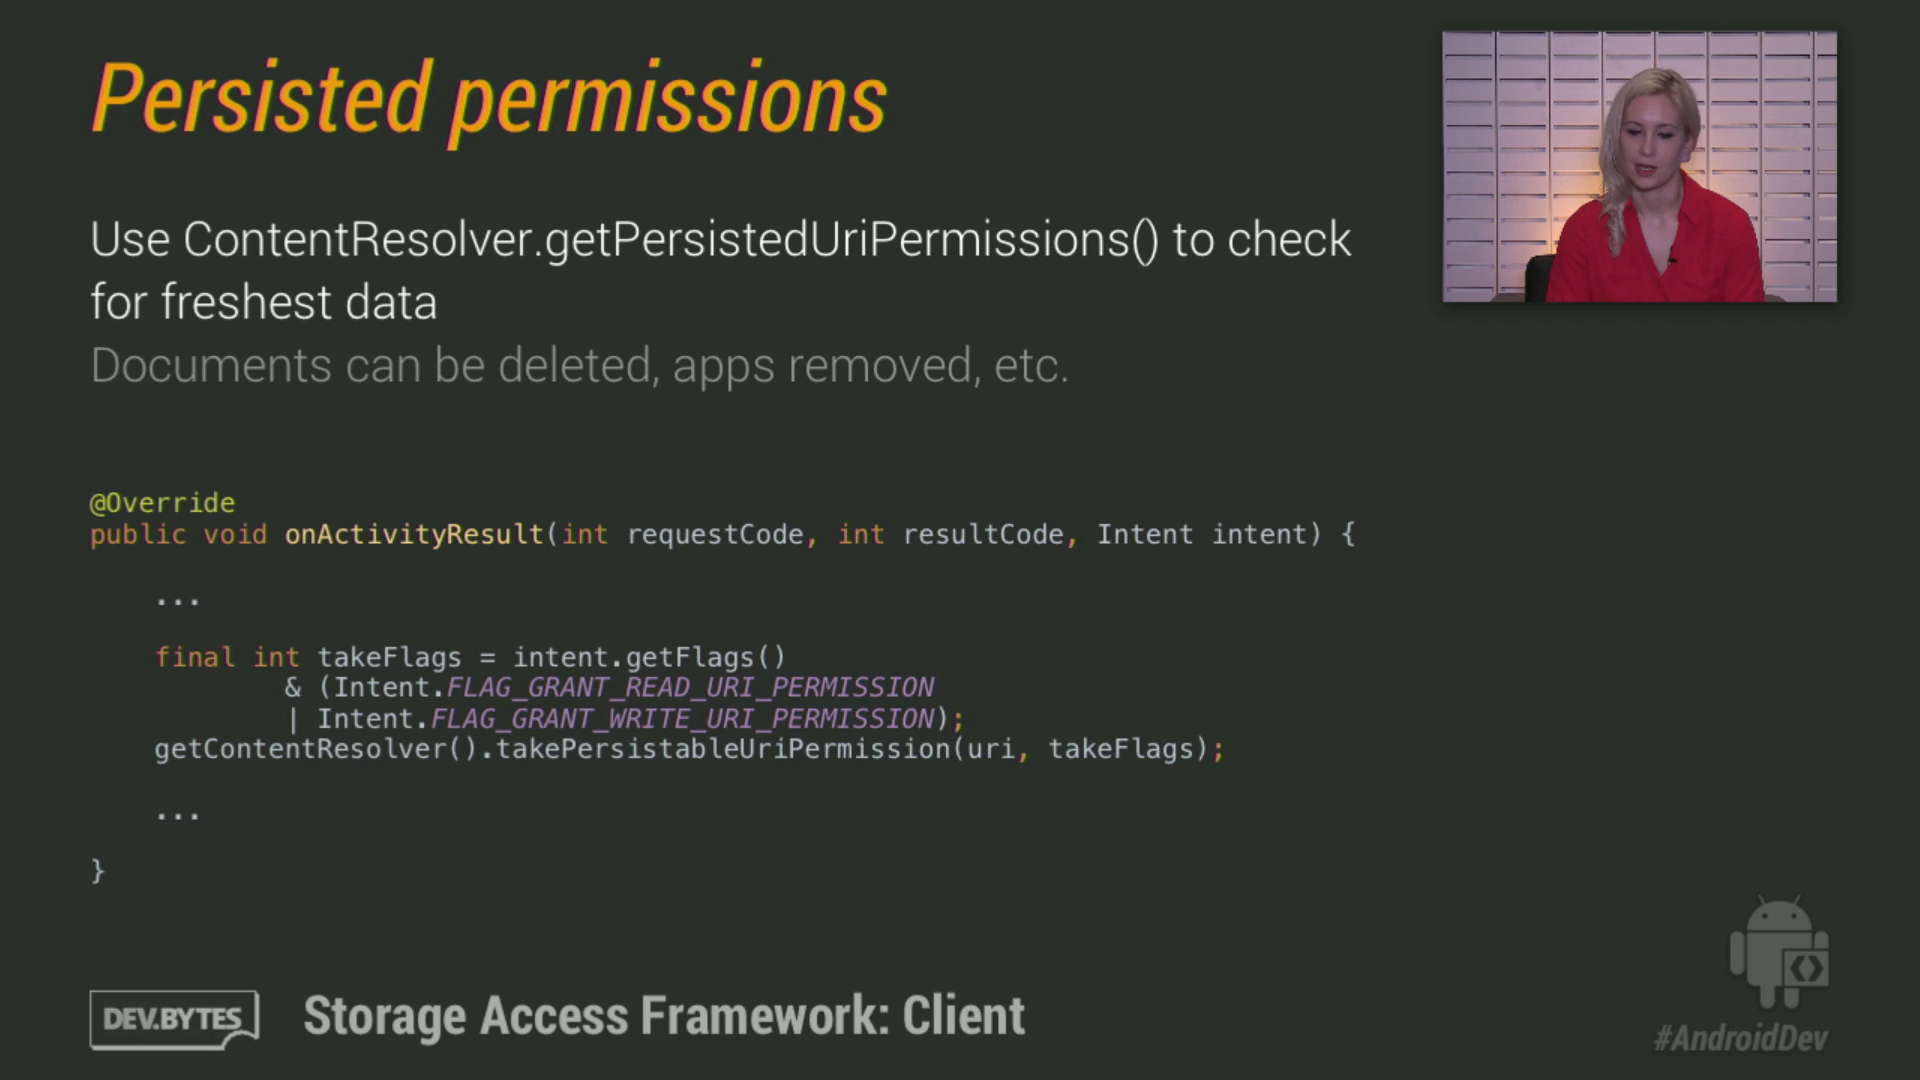 Persisted permissions
Use ContentResolver.getPersistedUriPermissions() to check
for freshest data
Documents can be deleted, apps removed, etc.
@Override
public void onActivityResult(int requestCode, int resultCode, Intent intent) {
...
final int takeFlags = intent.getFlags()
& (Intent.FLAG_GRANT_READ_URI_PERMISSION
| Intent.FLAG_GRANT_WRITE_URI_PERMISSION);
getContentResolver().takePersistableUriPermission(uri, takeFlags);
...
}
DEV.BYTES
Storage Access Framework: Client
#AndroidDev